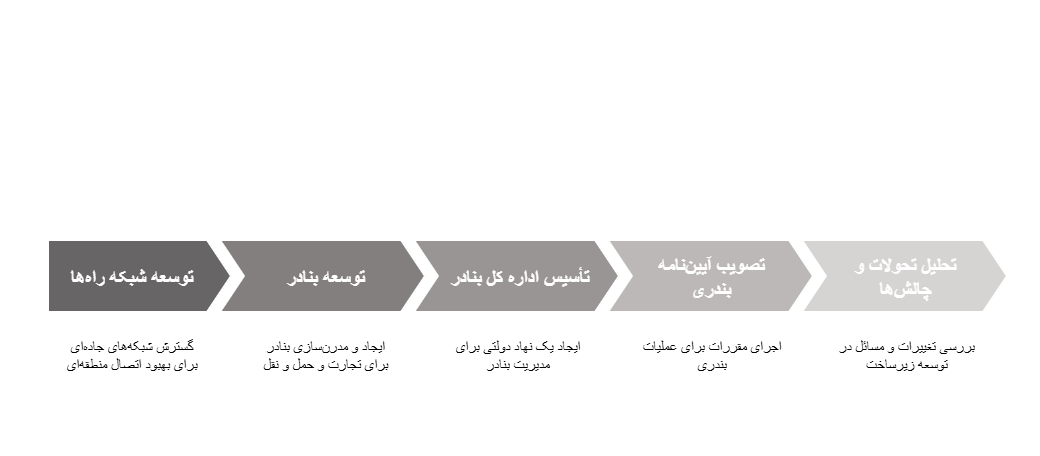 توسعه شبکه راه‌ها
گسترش شبکه‌های جاده‌ای
برای بهبود اتصال منطقه‌ای
توسعه بنادر
ایجاد و مدرن‌سازی بنادر
برای تجارت و حمل و نقل
تأسیس اداره کل بنادر
ایجاد یک نهاد دولتی برای
مدیریت بنادر
تصویب آیین‌نامه
بندری
اجرای مقررات برای عملیات
بندری
تحلیل تحولات و
چالش‌ها
بررسی تغییرات و مسائل در
توسعه زیرساخت